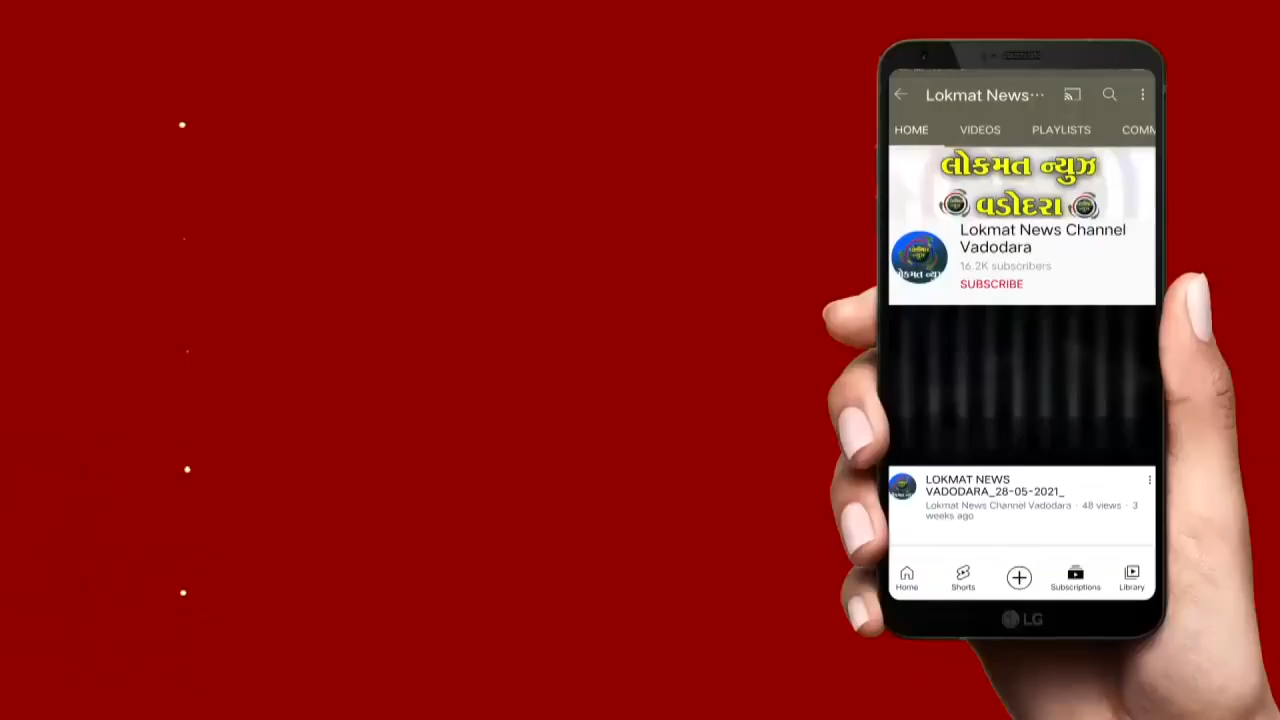 Lokmat News...
HOME VIDEOS PLAYLISTS COMM
લોકમત ન્યુઝ
વડોદરા
Lokmat News Channel
Vadodara
16.2K subscribers
SUBSCRIBE
LOKMAT NEWS
VADODARA_28-05-2021_
Lokmat News Channel Vadodara · 48 views · 3
weeks ago
Home Shorts Subscriptions Library
LG